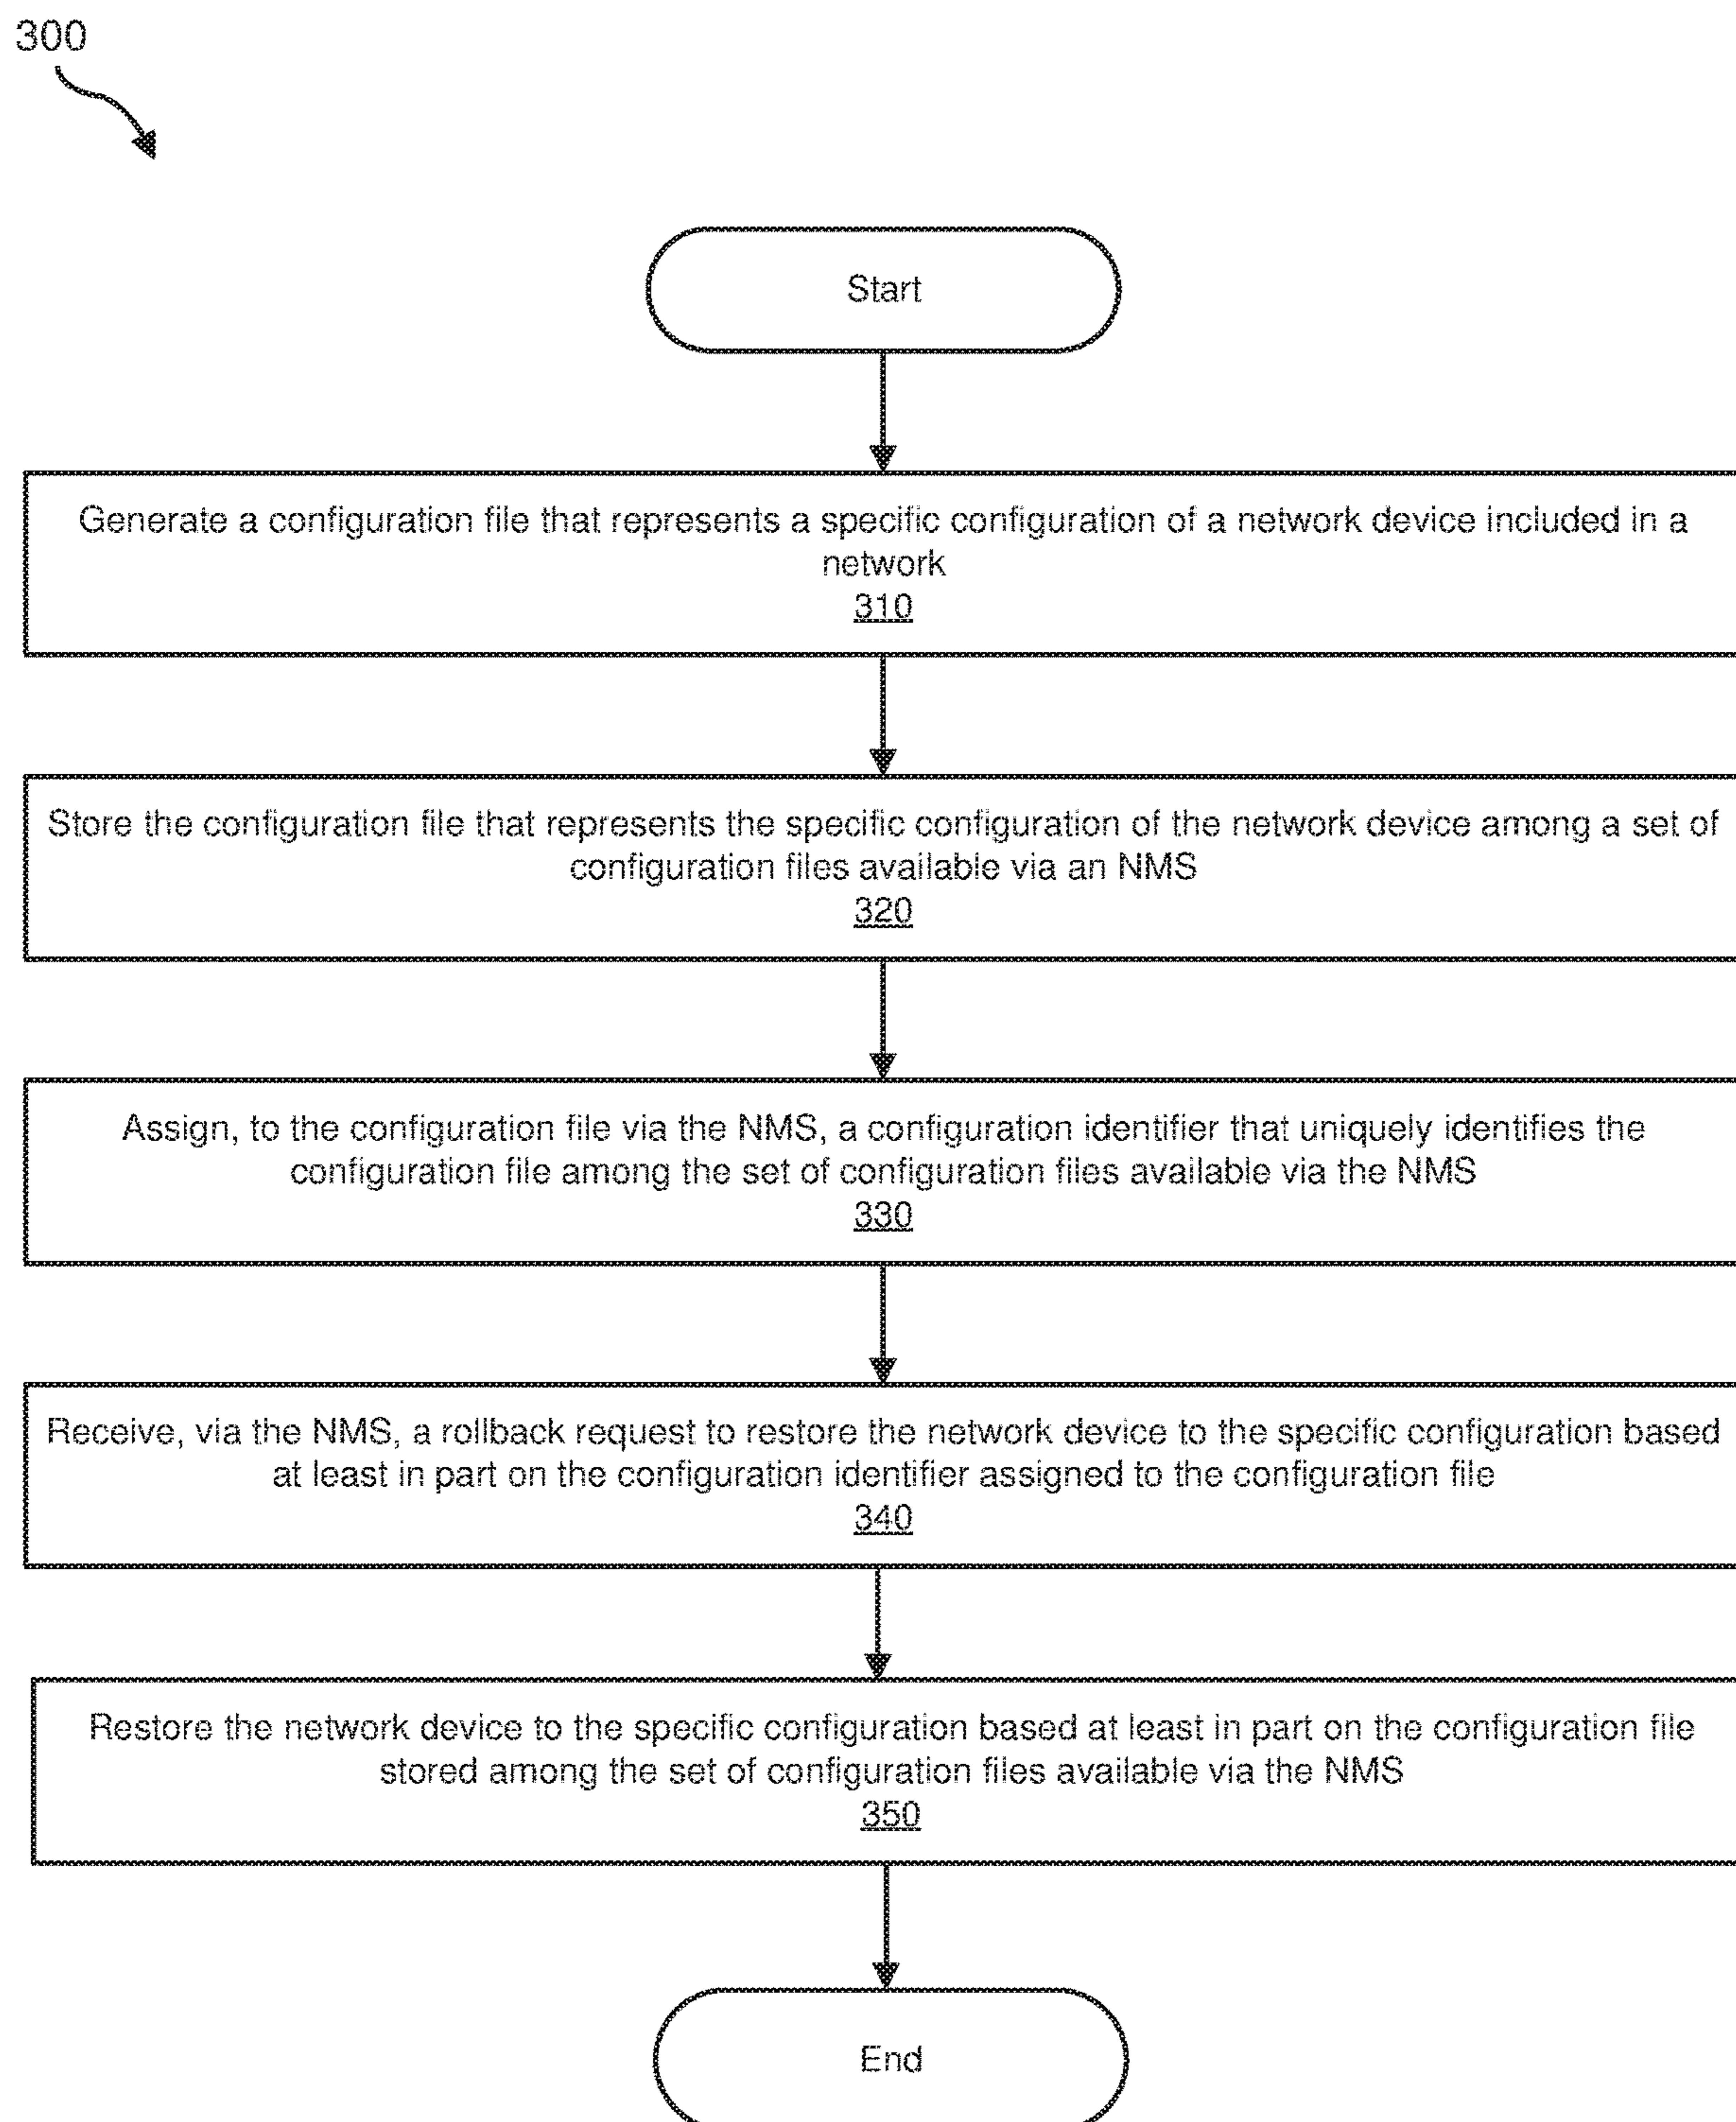 300
Start
Generate a configuration file that represents a specific configuration of a network device included in a
network
310
Store the configuration file that represents the specific configuration of the network device among a set of
configuration files available via an NMS
320
Assign, to the configuration file via the NMS, a configuration identifier that uniquely identifies the
configuration file among the set of configuration files available via the NMS
330
Receive, via the NMS, a rollback request to restore the network device to the specific configuration based
at least in part on the configuration identifier assigned to the configuration file
340
Restore the network device to the specific configuration based at least in part on the configuration file
stored among the set of configuration files available via the NMS
350
End